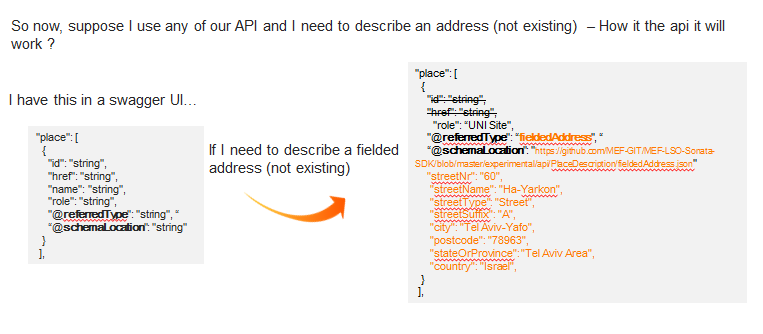 So now, suppose I use any of our API and I need to describe an address (not existing) – How it the api it will
work ?
I have this in a swagger UI…
"place": [
{
"id": "string",
"href": "string",
"name": "string",
"role": "string",
"@referredType": "string", "
"@schemaLocation": "string"
}
],
If I need to describe a fielded
address (not existing)
"place": [
{
"id": "string",
"href": "string",
"role": "UNI Site",
"@referredType": "fieldedAddress", "
"@schemaLocation": "https://github.com/MEF-GIT/MEF-LSO-Sonata-
SDK/blob/master/experimental/api/PlaceDescription/fieldedAddress.json"
"streetNr": "60",
"streetName": "Ha-Yarkon",
"streetType": "Street",
"streetSuffix": "A",
"city": "Tel Aviv-Yafo",
"postcode": "78963",
"stateOrProvince": "Tel Aviv Area",
"country": "Israel",
}
],